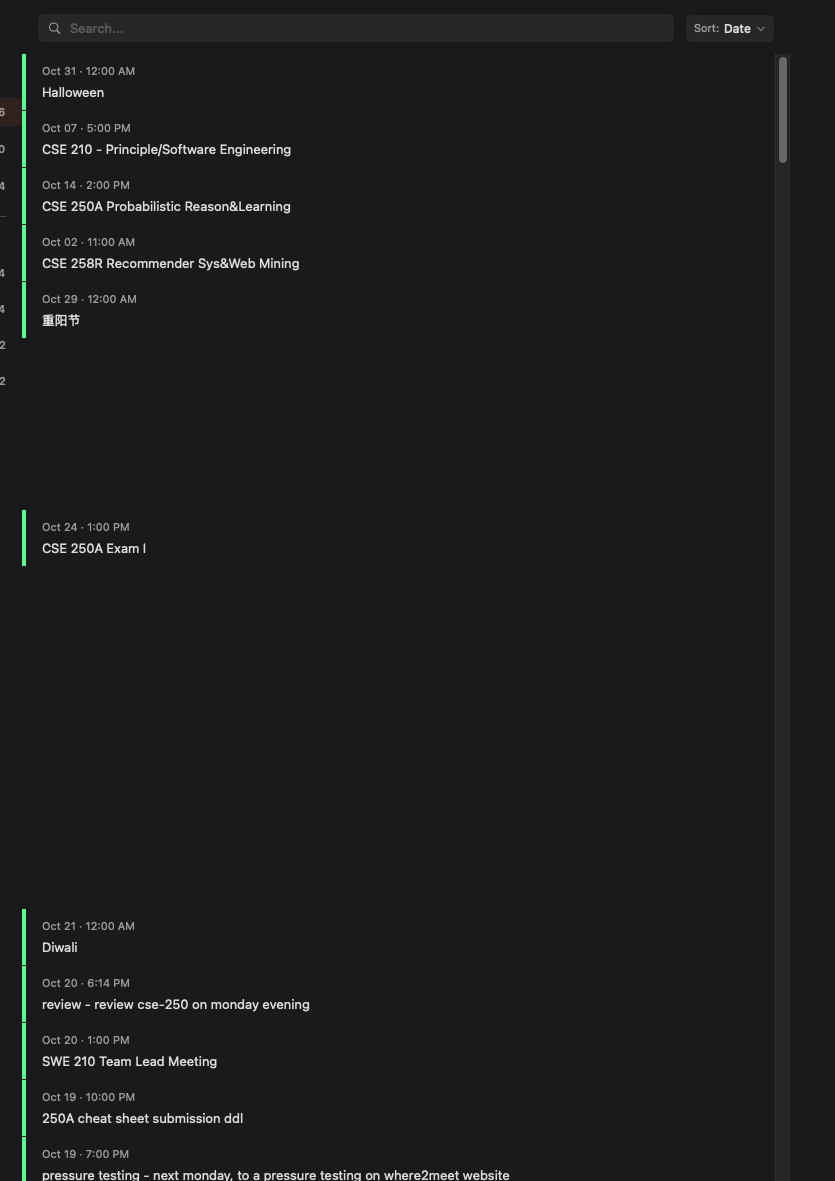 Search...
Sort: Date
Oct 31 · 12:00 AM
Halloween
6
Oct 07 · 5:00 PM
CSE 210 - Principle/Software Engineering
0
Oct 14 · 2:00 PM
4
CSE 250A Probabilistic Reason&Learning
Oct 02 · 11:00 AM
CSE 258R Recommender Sys&Web Mining
4
Oct 29 · 12:00 AM
4
重阳节
2
2
Oct 24 · 1:00 PM
CSE 250A Exam I
Oct 21 · 12:00 AM
Diwali
Oct 20 · 6:14 PM
review - review cse-250 on monday evening
Oct 20 · 1:00 PM
SWE 210 Team Lead Meeting
Oct 19 · 10:00 PM
250A cheat sheet submission ddl
Oct 19 · 7:00 PM
pressure testing - next monday, to a pressure testing on where2meet website